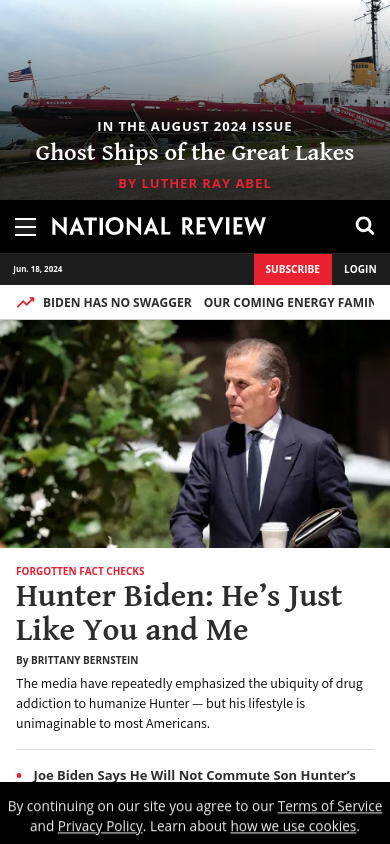 IN THE AUGUST 2024 ISSUE
Ghost Ships of the Great Lakes
BY LUTHER RAY ABEL
NATIONAL REVIEW
Jun. 18, 2024
SUBSCRIBE
LOGIN
BIDEN HAS NO SWAGGER OUR COMING ENERGY FAMIN
FORGOTTEN FACT CHECKS
Hunter Biden: He’s Just
Like You and Me
By BRITTANY BERNSTEIN
The media have repeatedly emphasized the ubiquity of drug
addiction to humanize Hunter — but his lifestyle is
unimaginable to most Americans.
• Joe Biden Says He Will Not Commute Son Hunter’s
By continuing on our site you agree to our Terms of Service
and Privacy Policy. Learn about how we use cookies.